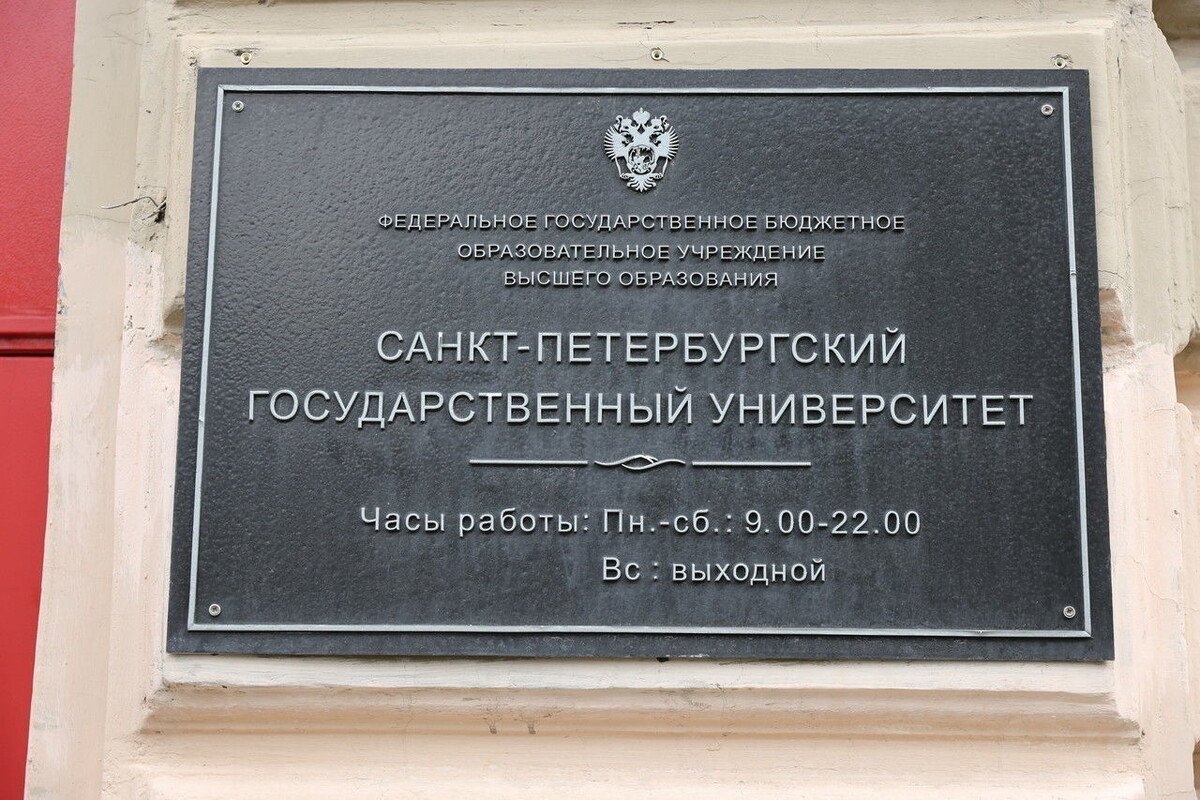 ФЕДЕРАЛЬНОЕ ГОСУДАРСТВЕННОЕ БЮДЖЕТНОЕ
ОБРАЗОВАТЕЛЬНОЕ УЧРЕЖДЕНИЕ
ВЫСШЕГО ОБРАЗОВАНИЯ
САНКТ-ПЕТЕРБУРГСКИЙ
ГОСУДАРСТВЕННЫЙ УНИВЕРСИТЕТ
Часы работы: Пн.-сб.: 9.00-22.00
Вс : выходной